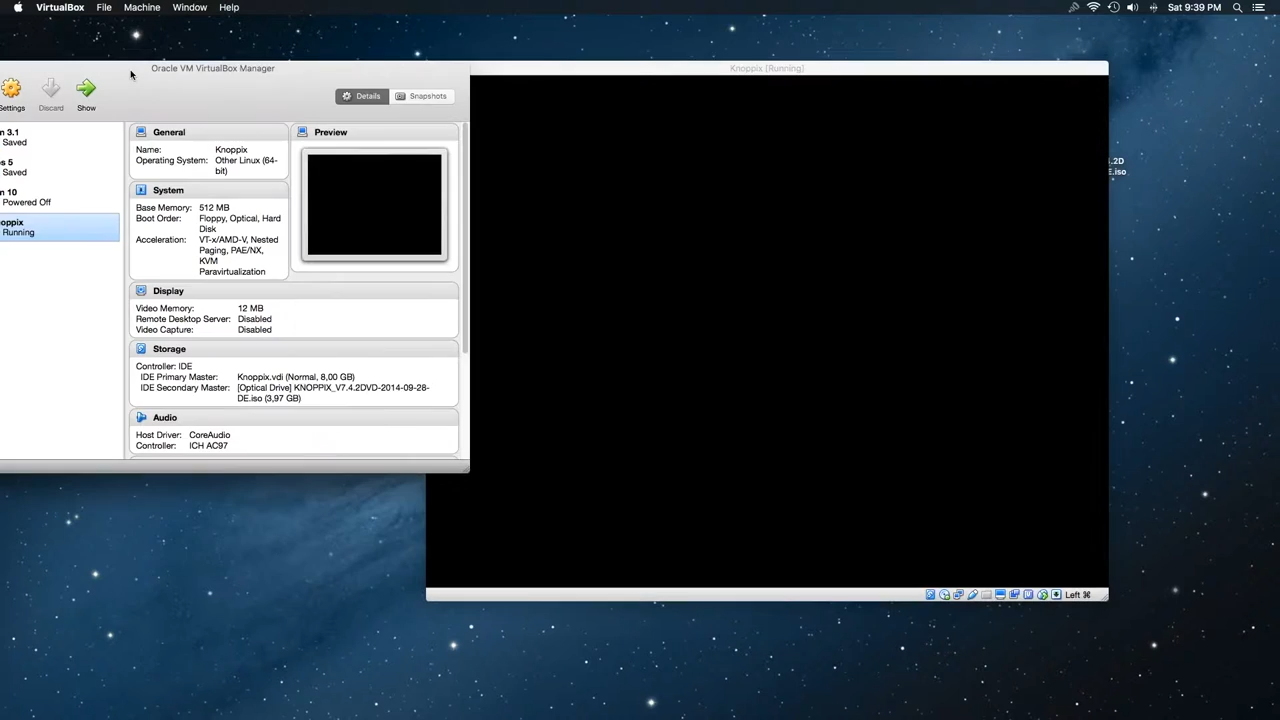 VirtualBox File Machine Window Help
Sat 9:39 PM
Oracle VM VirtualBox Manager
Knoppix [Running]
Settings
Discard
Show
Details
Snapshots
m 3.1
Saved
s 5
Saved
m 10
Powered Off
oppix
Running
General
Name: Knoppix
Operating System: Other Linux (64-
bit)
Preview
System
Base Memory: 512 MB
Boot Order: Floppy, Optical, Hard
Disk
Acceleration: VT-x/AMD-V, Nested
Paging, PAE/NX,
KVM
Paravirtualization
Display
Video Memory: 12 MB
Remote Desktop Server: Disabled
Video Capture: Disabled
Storage
Controller: IDE
IDE Primary Master: Knoppix.vdi (Normal, 8,00 GB)
IDE Secondary Master: [Optical Drive] KNOPPIX_V7.4.2DVD-2014-09-28-
DE.iso (3,97 GB)
Audio
Host Driver: CoreAudio
Controller: ICH AC97
.2D
E.iso
Left ⌘